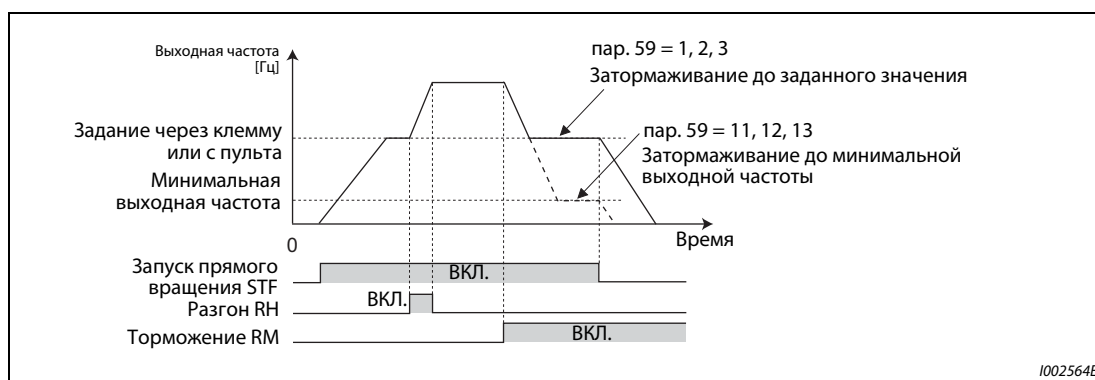 Выходная частота
[Гц]
пар. 59 = 1, 2, 3
Затормаживание до заданного значения
Задание через клемму
или с пульта
пар. 59 = 11, 12, 13
Затормаживание до минимальной
выходной частоты
Минимальная
выходная частота
0
Время
Запуск прямого
вращения STF
ВКЛ.
Разгон RH
ВКЛ.
Торможение RM
ВКЛ.
I002564E